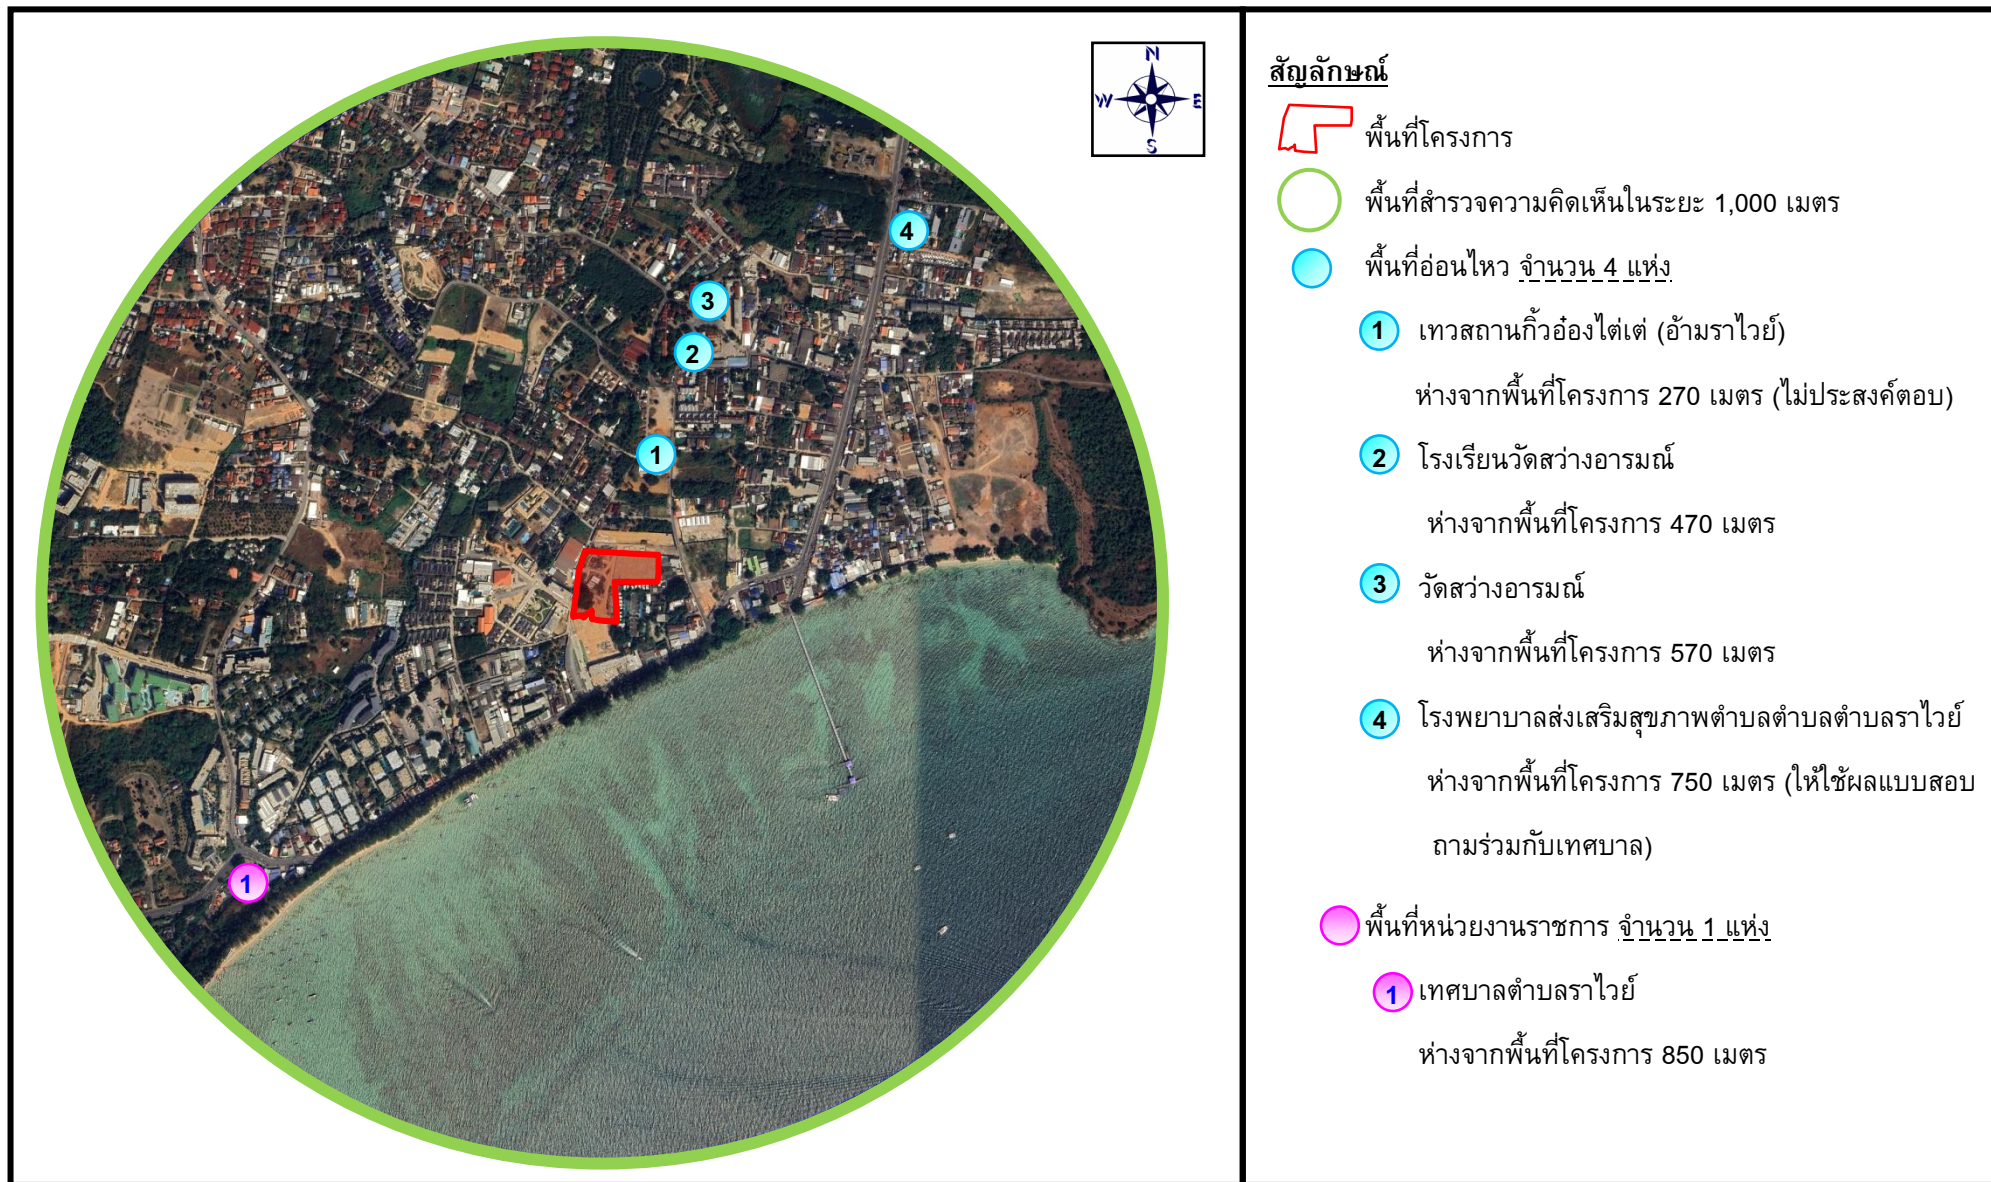 N
W E
S
4
3
2
1
1
สัญลักษณ์
พื้นที่โครงการ
พื้นที่สำรวจความคิดเห็นในระยะ 1,000 เมตร
พื้นที่อ่อนไหว จำนวน 4 แห่ง
1 เทวสถานกิ้วอ๋องไต่เต่ (อ้ามราไวย์)
ห่างจากพื้นที่โครงการ 270 เมตร (ไม่ประสงค์ตอบ)
2 โรงเรียนวัดสว่างอารมณ์
ห่างจากพื้นที่โครงการ 470 เมตร
3 วัดสว่างอารมณ์
ห่างจากพื้นที่โครงการ 570 เมตร
4 โรงพยาบาลส่งเสริมสุขภาพตำบลตำบลตำบลราไวย์
ห่างจากพื้นที่โครงการ 750 เมตร (ให้ใช้ผลแบบสอบ
ถามร่วมกับเทศบาล)
พื้นที่หน่วยงานราชการ จำนวน 1 แห่ง
1 เทศบาลตำบลราไวย์
ห่างจากพื้นที่โครงการ 850 เมตร